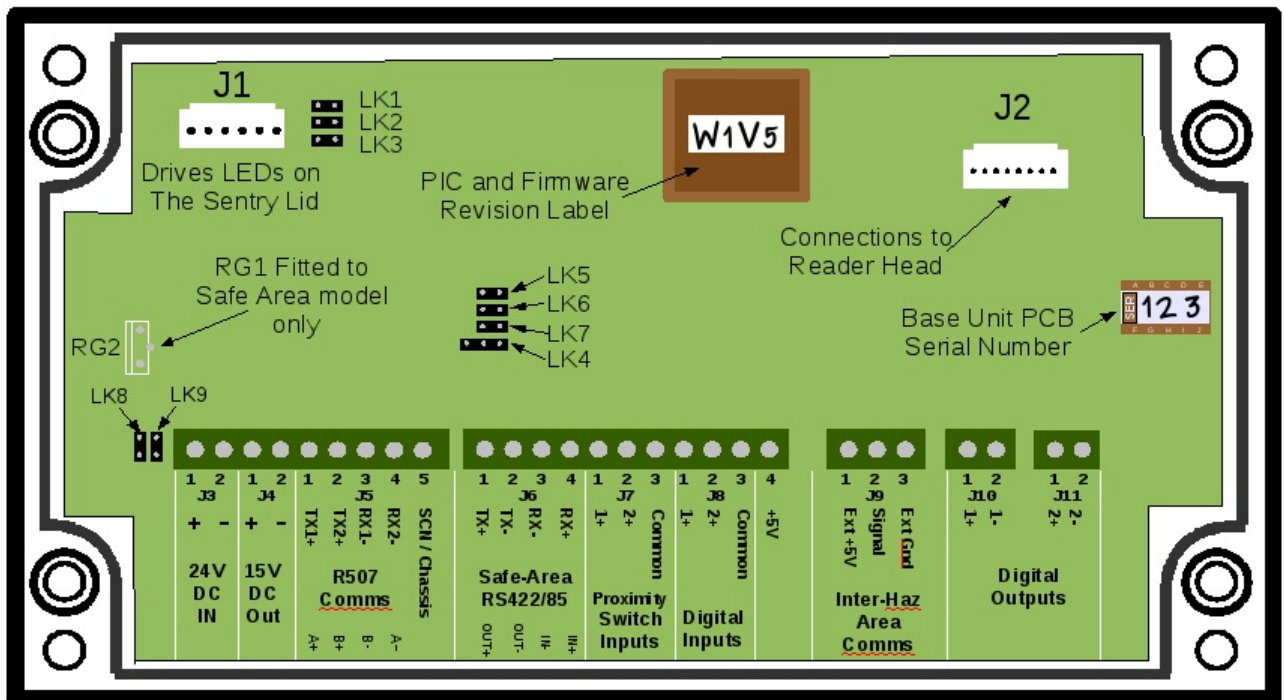 J1
LK1
LK2
LK3
Drives LEDs on
The Sentry Lid
W1V5
PIC and Firmware
Revision Label
J2
Connections to
Reader Head
RG1 Fitted to
Safe Area model
only
RG2
LK8
LK9
LK5
LK6
LK7
LK4
A B C D E
SER
123
F G H I J
Base Unit PCB
Serial Number
1 2
J3
+ -
24V
DC
IN
1 2
J4
+ -
15V
DC
Out
1 2 3 4 5
J5
TX1+
TX2+
RX1-
RX2-
SCN / Chassis
R507
Comms
A+
B+
B-
A-
1 2 3 4
J6
TX+
TX-
RX-
RX+
Safe-Area
RS422/85
OUT+
OUT-
IN-
IN+
1 2 3
J7
1+
2+
Common
Proximity
Switch
Inputs
1 2 3 4
J8
1+
2+
Common
+5V
Digital
Inputs
1 2 3
J9
Ext +5V
Signal
Ext Gnd
Inter-Haz
Area
Comms
1 2
J10
1+
1-
1 2
J11
2+
2-
Digital
Outputs